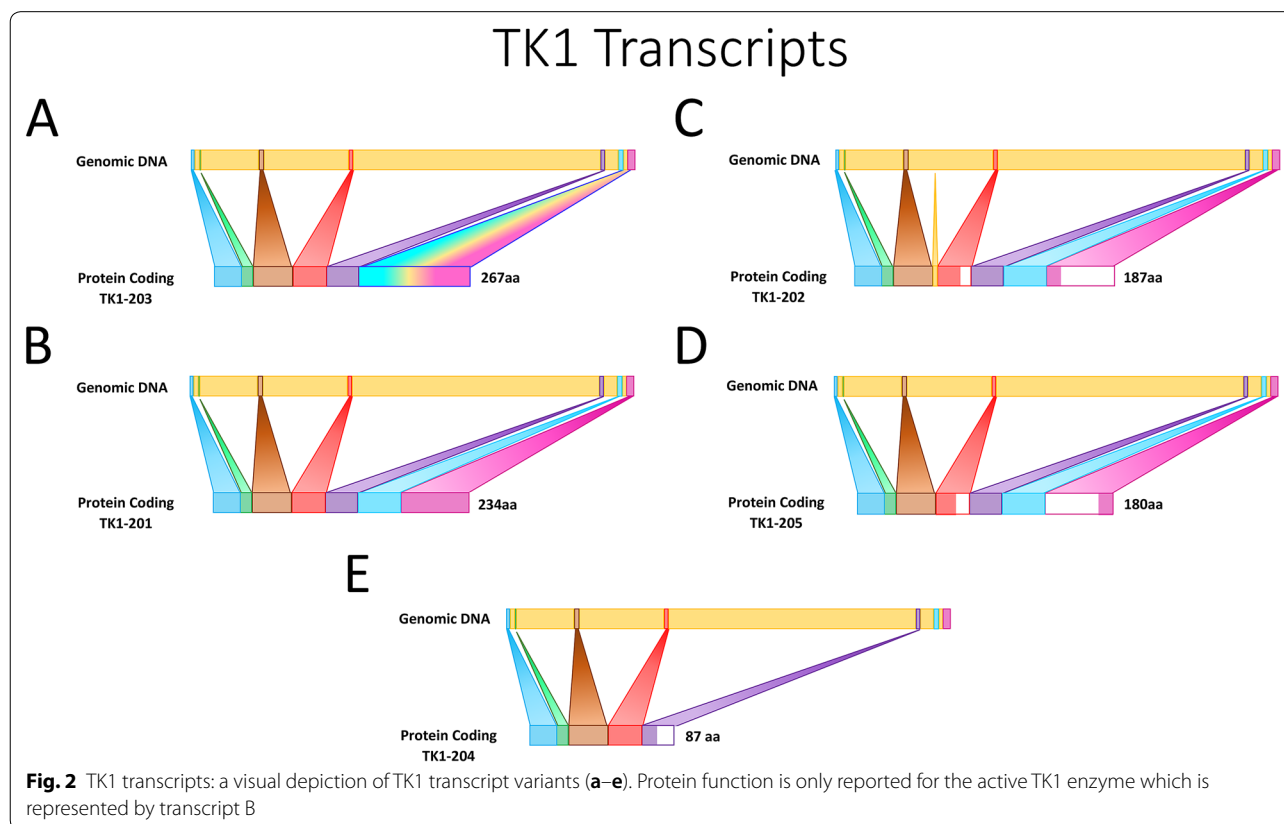 TK1 Transcripts
A
Genomic DNA
Protein Coding
TK1-203
267aa
B
Genomic DNA
Protein Coding
TK1-201
234aa
C
Genomic DNA
Protein Coding
TK1-202
187aa
D
Genomic DNA
Protein Coding
TK1-205
180aa
E
Genomic DNA
Protein Coding
TK1-204
87 aa
Fig. 2 TK1 transcripts: a visual depiction of TK1 transcript variants (a–e). Protein function is only reported for the active TK1 enzyme which is
represented by transcript B